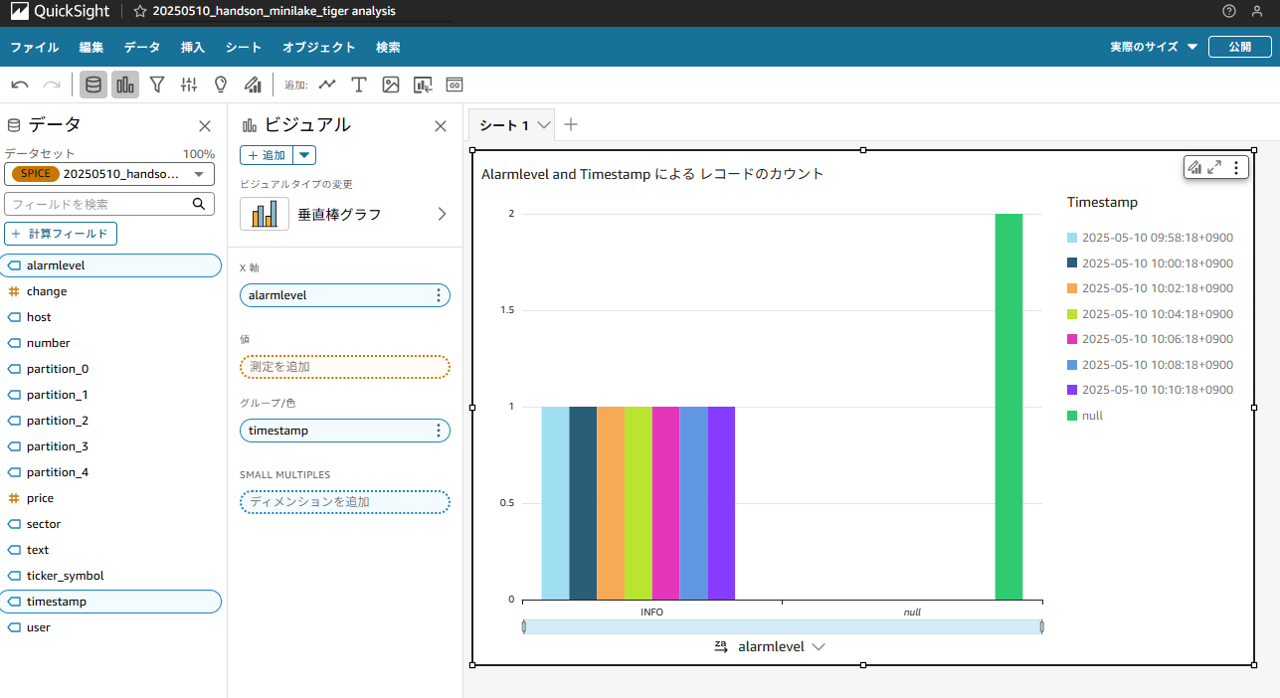 QuickSight
20250510_handson_minilake_tiger analysis
ファイル 編集 データ 挿入 シート オブジェクト 検索
実際のサイズ
公開
追加:
データ
データセット 100%
SPICE 20250510_handso...
フィールドを検索
+ 計算フィールド
alarmlevel
change
host
number
partition_0
partition_1
partition_2
partition_3
partition_4
price
sector
text
ticker_symbol
timestamp
user
ビジュアル
+ 追加
ビジュアルタイプの変更
垂直棒グラフ
X 軸
alarmlevel
値
測定を追加
グループ/色
timestamp
SMALL MULTIPLES
ディメンションを追加
シート 1
Alarmlevel and Timestamp による レコードのカウント
2
1.5
1
0.5
0
INFO
null
alarmlevel
Timestamp
2025-05-10 09:58:18+0900
2025-05-10 10:00:18+0900
2025-05-10 10:02:18+0900
2025-05-10 10:04:18+0900
2025-05-10 10:06:18+0900
2025-05-10 10:08:18+0900
2025-05-10 10:10:18+0900
null